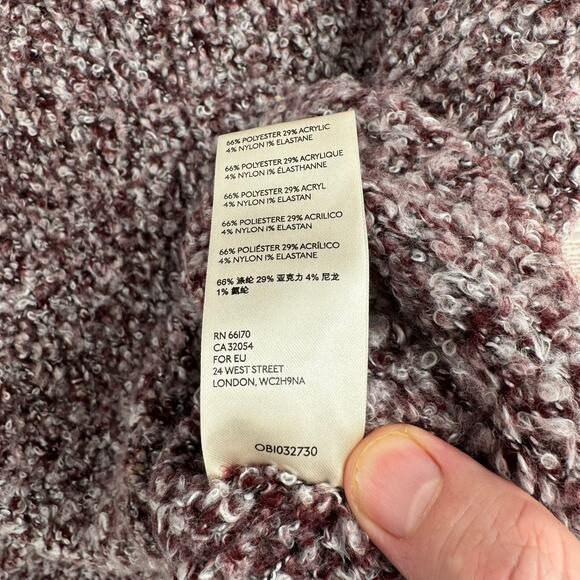 66% POLYESTER 29% ACRYLIC
4% NYLON 1% ELASTANE
66% POLYESTER 29% ACRYLIQUE
4% NYLON 1% ÉLASTHANNE
66% POLYESTER 29% ACRYL
4% NYLON 1% ELASTAN
66% POLIESTERE 29% ACRILICO
4% NYLON 1% ELASTAN
66% POLIÉSTER 29% ACRÍLICO
4% NYLON 1% ELASTANE
66% 涤纶 29% 亚克力 4% 尼龙
1% 氨纶
RN 66170
CA 32054
FOR EU
24 WEST STREET
LONDON, WC2H9NA
OB1032730